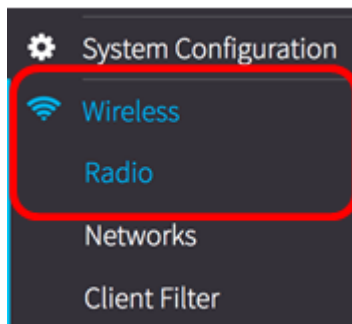 System Configuration
Wireless
Radio
Networks
Client Filter